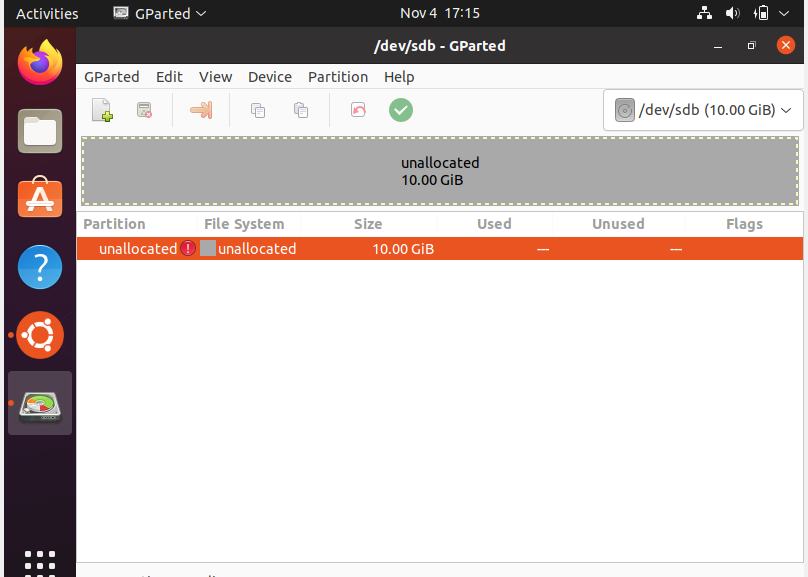 Activities GParted Nov 4 17:15
/dev/sdb - GParted
GParted Edit View Device Partition Help
/dev/sdb (10.00 GiB)
unallocated
10.00 GiB
Partition File System Size Used Unused Flags
unallocated unallocated 10.00 GiB --- ---